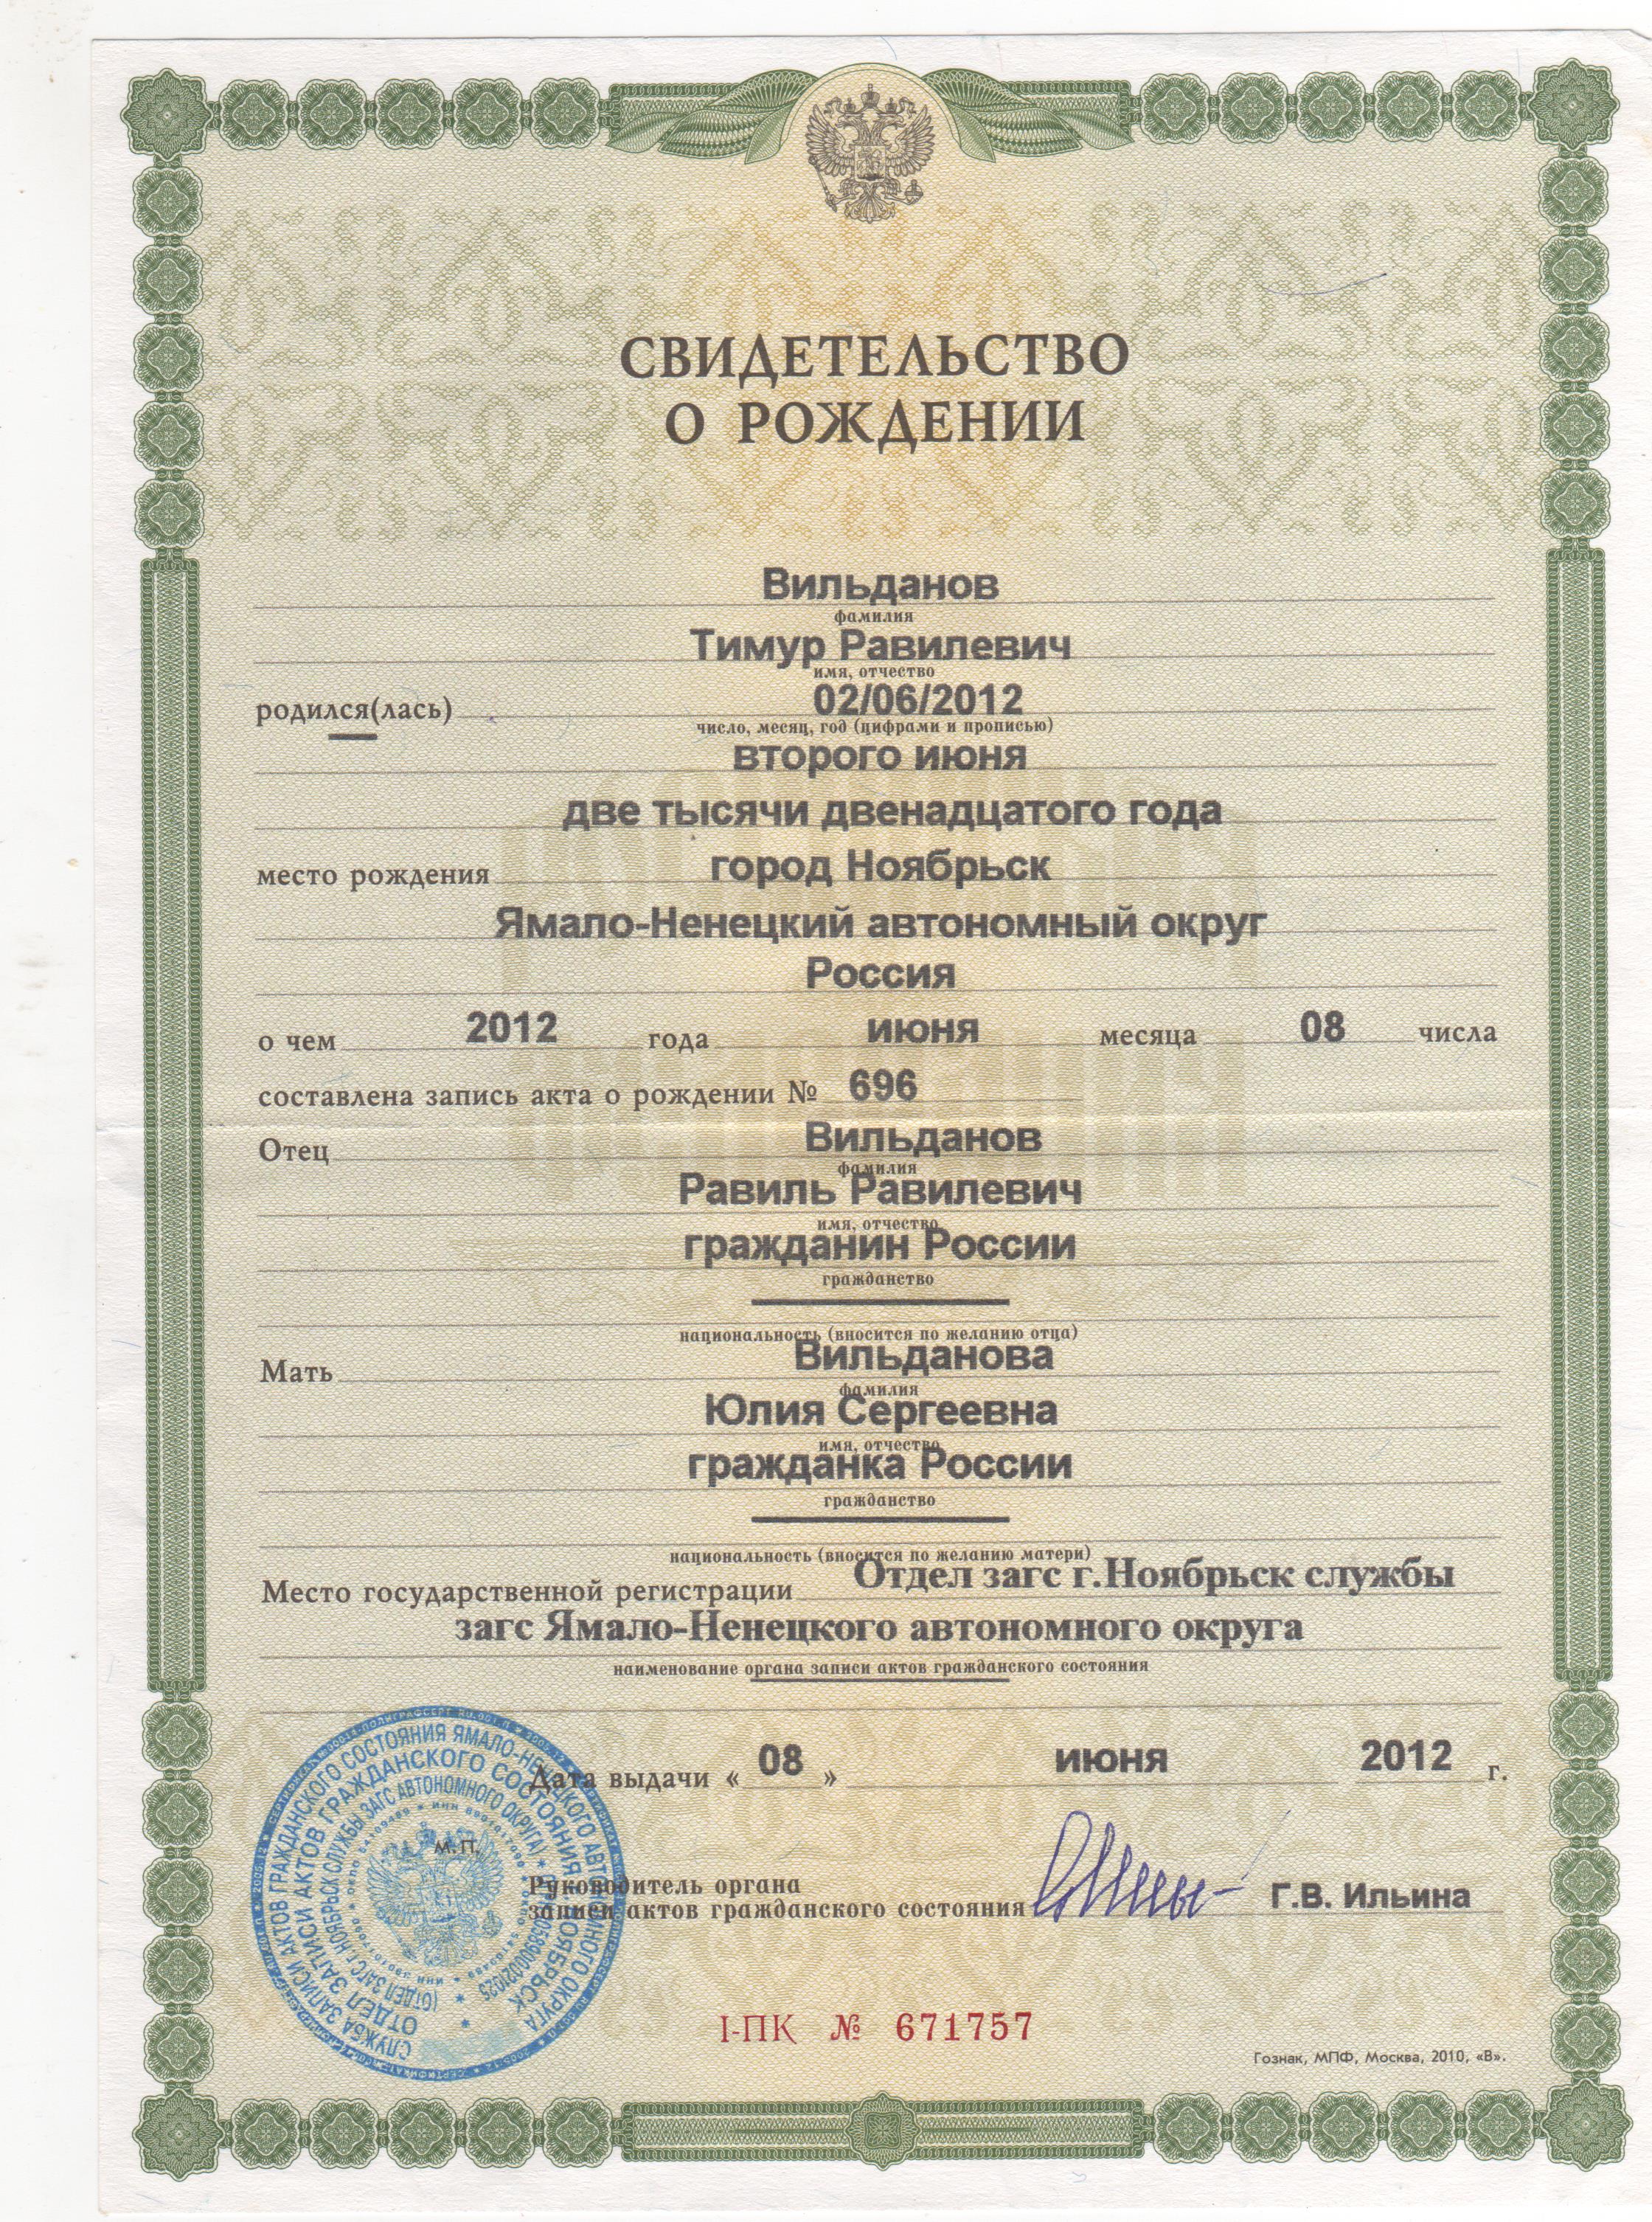 СВИДЕТЕЛЬСТВО
О РОЖДЕНИИ
Вильданов
фамилия
Тимур Равилевич
имя, отчество
родился(лась) 02/06/2012
число, месяц, год (цифрами и прописью)
второго июня
две тысячи двенадцатого года
место рождения город Ноябрьск
Ямало-Ненецкий автономный округ
Россия
о чем 2012 года июня месяца 08 числа
составлена запись акта о рождении № 696
Отец Вильданов
фамилия
Равиль Равилевич
имя, отчество
гражданин России
гражданство
национальность (вносится по желанию отца)
Мать Вильданова
фамилия
Юлия Сергеевна
имя, отчество
гражданка России
гражданство
национальность (вносится по желанию матери)
Место государственной регистрации Отдел загс г.Ноябрьск службы
загс Ямало-Ненецкого автономного округа
наименование органа записи актов гражданского состояния
Дата выдачи « 08 » июня 2012 г.
М.П.
Руководитель органа
записи актов гражданского состояния Г.В. Ильина
СЛУЖБА ЗАПИСИ АКТОВ ГРАЖДАНСКОГО СОСТОЯНИЯ ЯМАЛО-НЕНЕЦКОГО АВТОНОМНОГО ОКРУГА
ОТДЕЛ ЗАПИСИ АКТОВ ГРАЖДАНСКОГО СОСТОЯНИЯ НОЯБРЬСК
(ОТДЕЛ ЗАГС Г. НОЯБРЬСК СЛУЖБЫ ЗАГС АВТОНОМНОГО ОКРУГА)
I-ПК № 671757
Гознак, МПФ, Москва, 2010, «В».